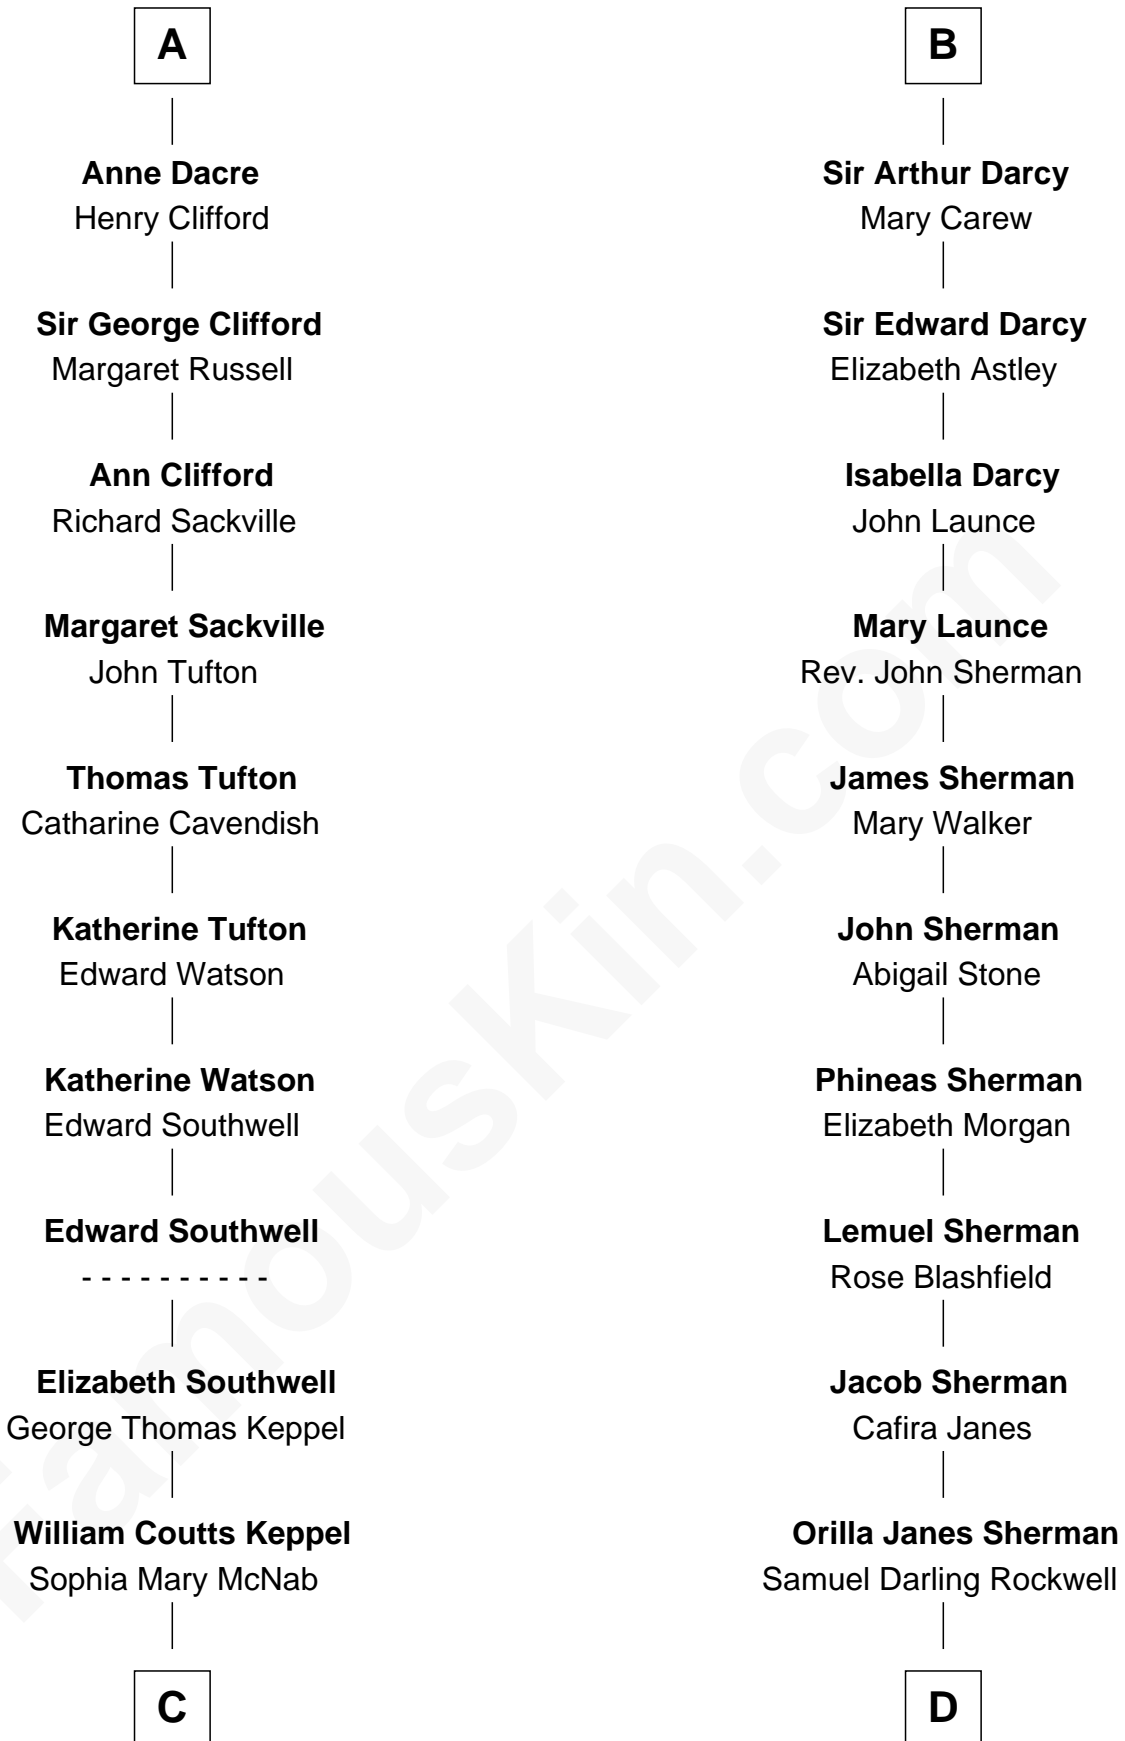 A
Anne Dacre
Henry Clifford
Sir George Clifford
Margaret Russell
Ann Clifford
Richard Sackville
Margaret Sackville
John Tufton
Thomas Tufton
Catharine Cavendish
Katherine Tufton
Edward Watson
Katherine Watson
Edward Southwell
Edward Southwell
- - - - - - - - - -
Elizabeth Southwell
George Thomas Keppel
William Coutts Keppel
Sophia Mary McNab
C
B
Sir Arthur Darcy
Mary Carew
Sir Edward Darcy
Elizabeth Astley
Isabella Darcy
John Launce
Mary Launce
Rev. John Sherman
James Sherman
Mary Walker
John Sherman
Abigail Stone
Phineas Sherman
Elizabeth Morgan
Lemuel Sherman
Rose Blashfield
Jacob Sherman
Cafira Janes
Orilla Janes Sherman
Samuel Darling Rockwell
D
FamousKin.com